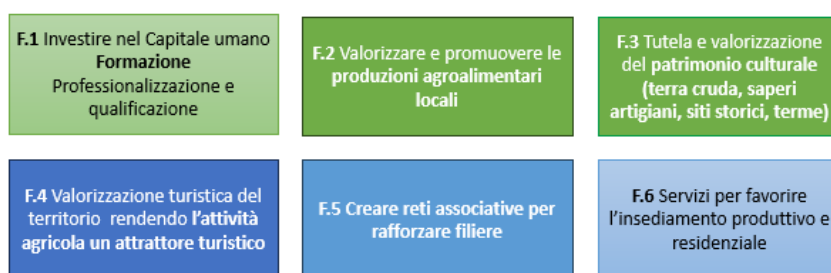 F.1 Investire nel Capitale umano
Formazione
Professionalizzazione e
qualificazione
F.2 Valorizzare e promuovere le
produzioni agroalimentari
locali
F.3 Tutela e valorizzazione
del patrimonio culturale
(terra cruda, saperi
artigiani, siti storici, terme)
F.4 Valorizzazione turistica del
territorio rendendo l'attività
agricola un attrattore turistico
F.5 Creare reti associative per
rafforzare filiere
F.6 Servizi per favorire
l'insediamento produttivo e
residenziale